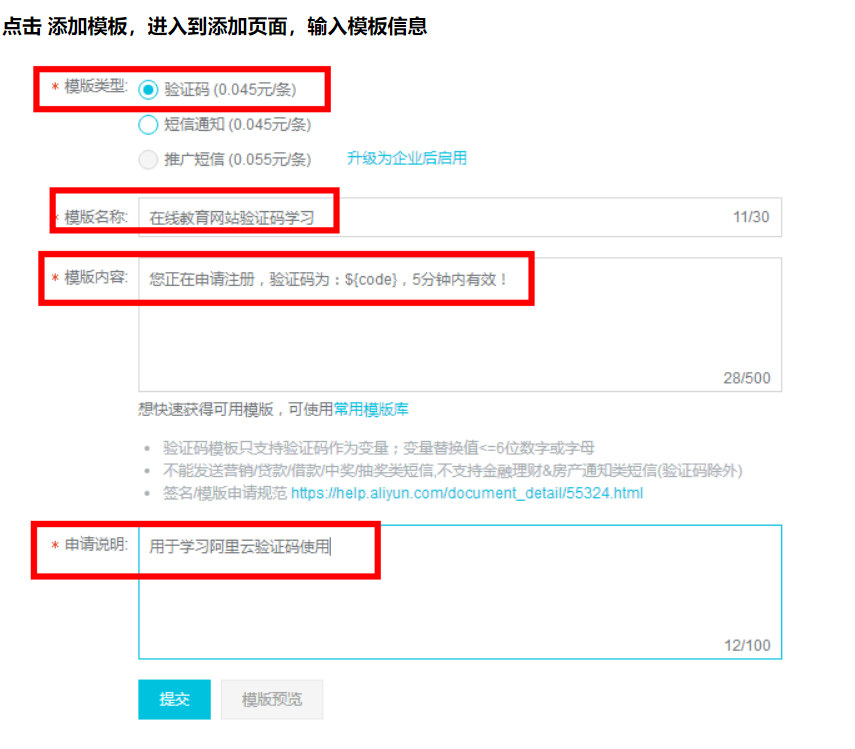 点击 添加模板，进入到添加页面，输入模板信息
* 模版类型: 验证码 (0.045元/条)
短信通知 (0.045元/条)
推广短信 (0.055元/条) 升级为企业后启用
* 模版名称: 在线教育网站验证码学习 11/30
* 模版内容: 您正在申请注册，验证码为：${code}，5分钟内有效！
28/500
想快速获得可用模版，可使用常用模版库
• 验证码模板只支持验证码作为变量；变量替换值<=6位数字或字母
• 不能发送营销/贷款/借款/中奖/抽奖类短信,不支持金融理财&房产通知类短信(验证码除外)
• 签名/模版申请规范 https://help.aliyun.com/document_detail/55324.html
* 申请说明: 用于学习阿里云验证码使用
12/100
提交 模版预览